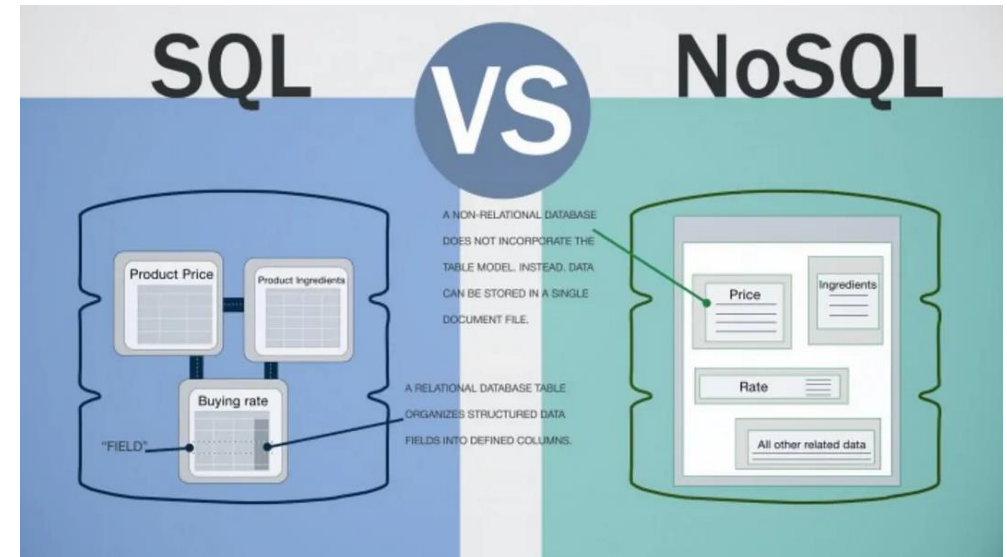 SQL
VS
NoSQL
A NON-RELATIONAL DATABASE
DOES NOT INCORPORATE THE
TABLE MODEL. INSTEAD. DATA
CAN BE STORED IN A SINGLE
DOCUMENT FILE.
Product Price
Product Ingredients
Buying rate
"FIELD"
A RELATIONAL DATABASE TABLE
ORGANIZES STRUCTURED DATA
FIELDS INTO DEFINED COLUMNS.
Price
Ingredients
Rate
All other related data